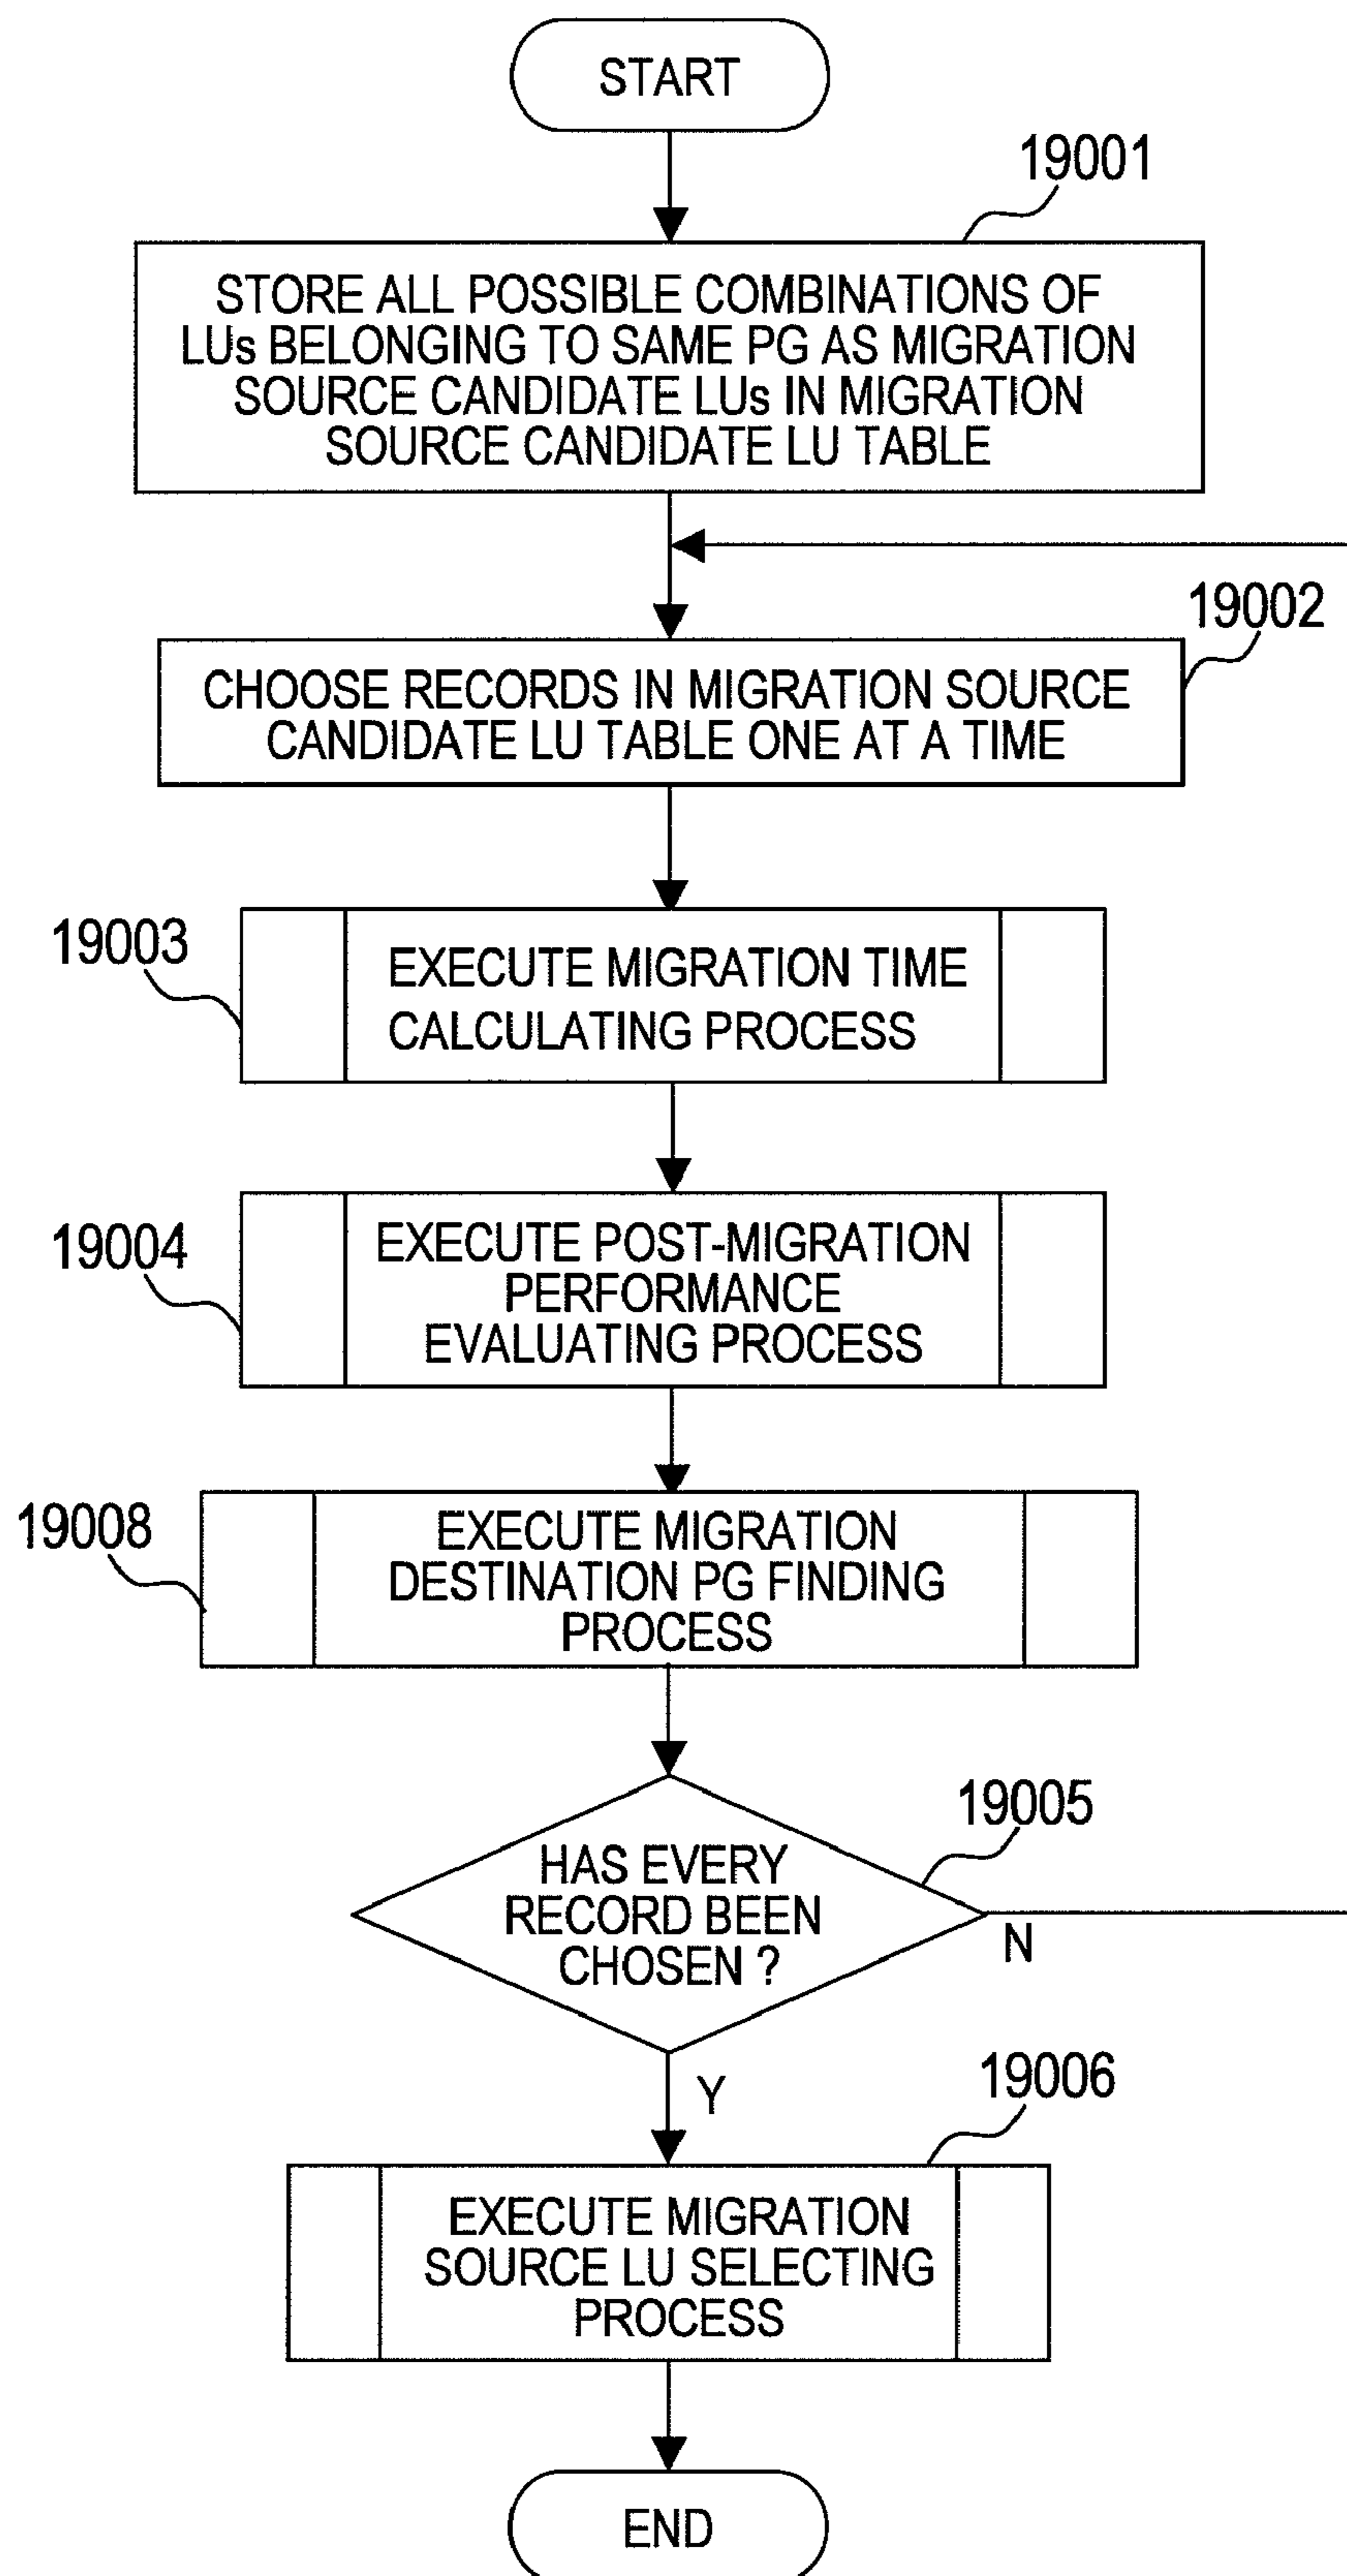 START
19001
STORE ALL POSSIBLE COMBINATIONS OF
LUs BELONGING TO SAME PG AS MIGRATION
SOURCE CANDIDATE LUs IN MIGRATION
SOURCE CANDIDATE LU TABLE
19002
CHOOSE RECORDS IN MIGRATION SOURCE
CANDIDATE LU TABLE ONE AT A TIME
19003
EXECUTE MIGRATION TIME
CALCULATING PROCESS
19004
EXECUTE POST-MIGRATION
PERFORMANCE
EVALUATING PROCESS
19008
EXECUTE MIGRATION
DESTINATION PG FINDING
PROCESS
19005
HAS EVERY
RECORD BEEN
CHOSEN ?
N
Y
19006
EXECUTE MIGRATION
SOURCE LU SELECTING
PROCESS
END